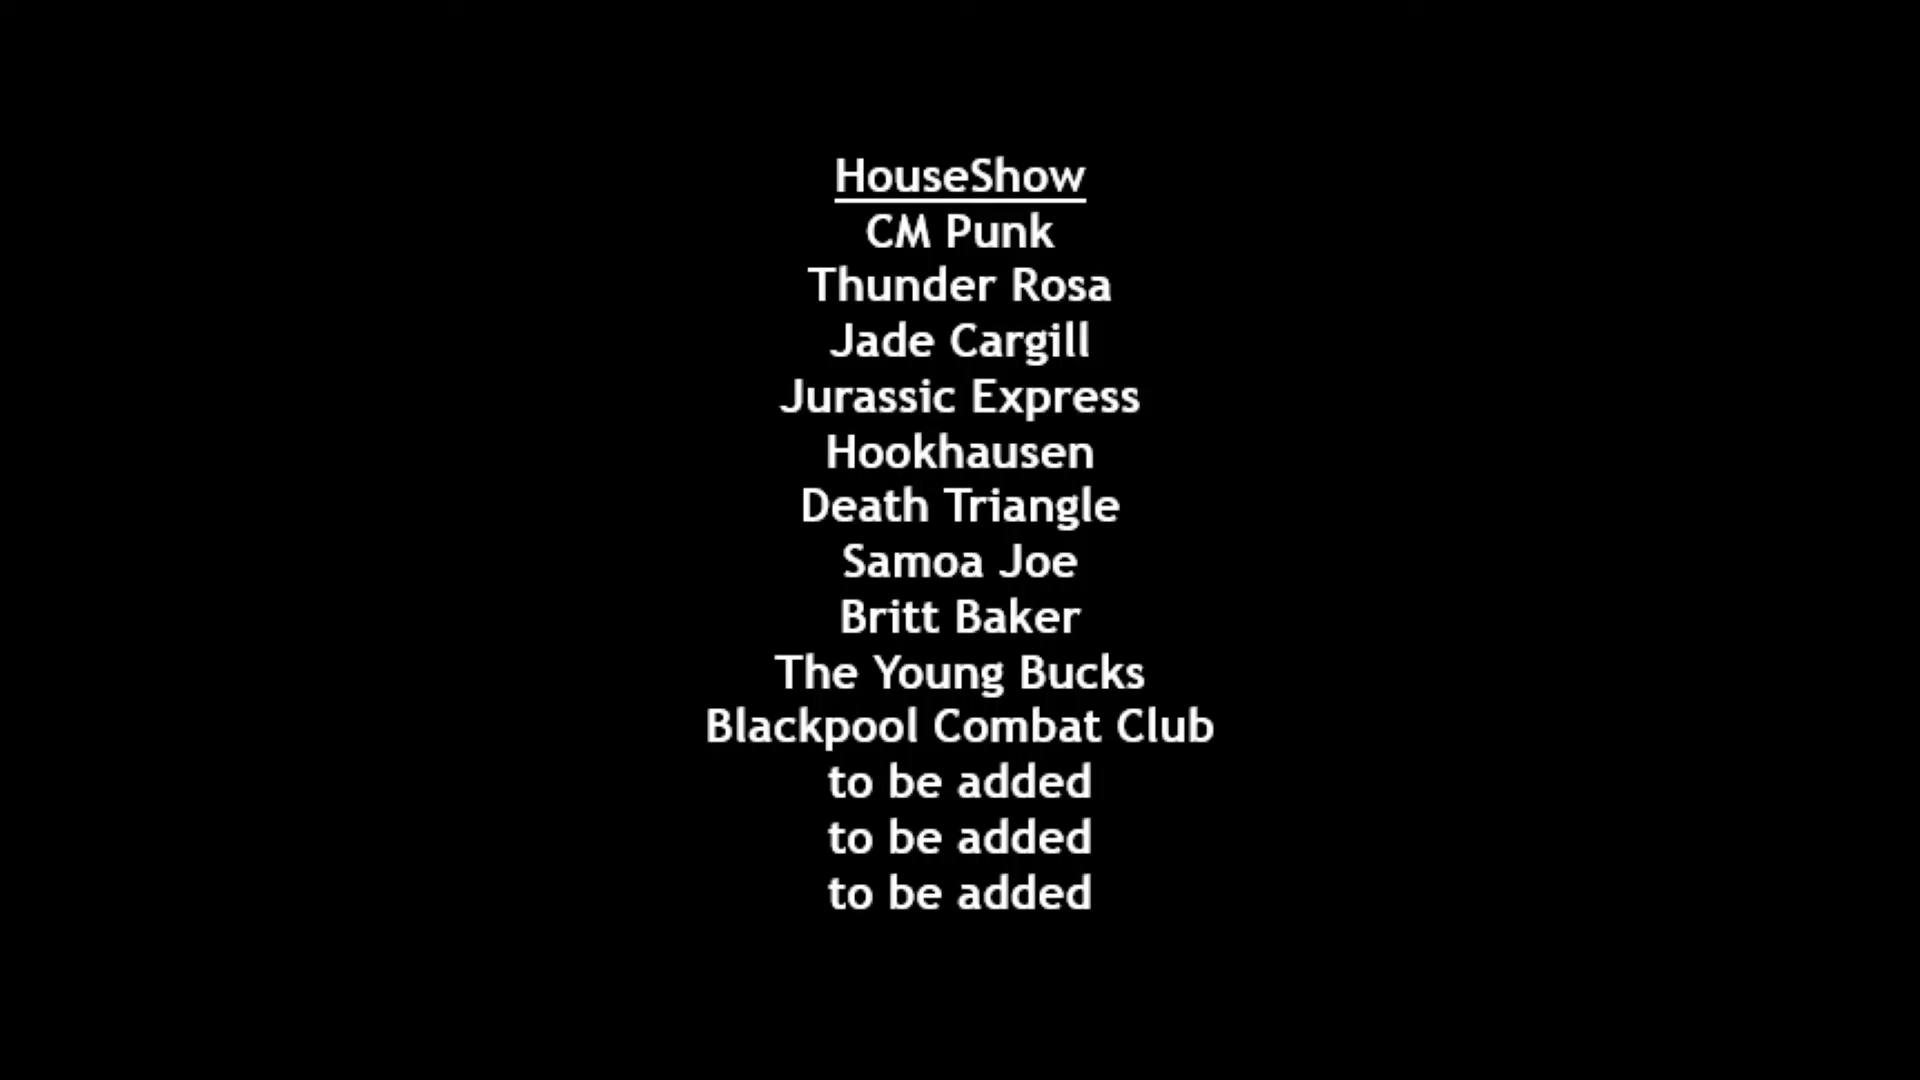 HouseShow
CM Punk
Thunder Rosa
Jade Cargill
Jurassic Express
Hookhausen
Death Triangle
Samoa Joe
Britt Baker
The Young Bucks
Blackpool Combat Club
to be added
to be added
to be added